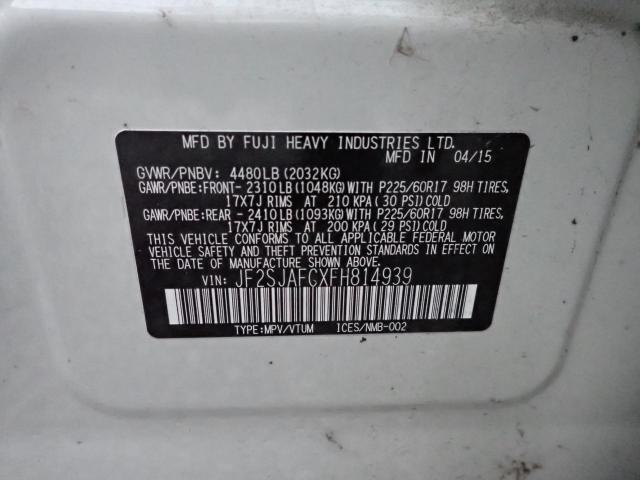 MFD BY FUJI HEAVY INDUSTRIES LTD.
MFD IN 04/15
GVWR/PNBV: 4480LB(2032KG)
GAWR/PNBE:FRONT- 2310LB(1048KG)WITH P225/60R17 98H TIRES,
17X7J RIMS AT 210 KPA(30 PSI)COLD
GAWR/PNBE:REAR -2410LB(1093KG)WITH P225/60R17 98H TIRES,
17X7J RIMS AT 200 KPA(29 PSI)COLD
THIS VEHICLE CONFORMS TO ALL APPLICABLE FEDERAL MOTOR
VEHICLE SAFETY AND THEFT PREVENTION STANDARDS IN EFFECT ON
THE DATE OF MANUFACTURE SHOWN ABOVE.
VIN: JF2SJAFCXFH814939
TYPE:MPV/VTUM ICES/NMB-002